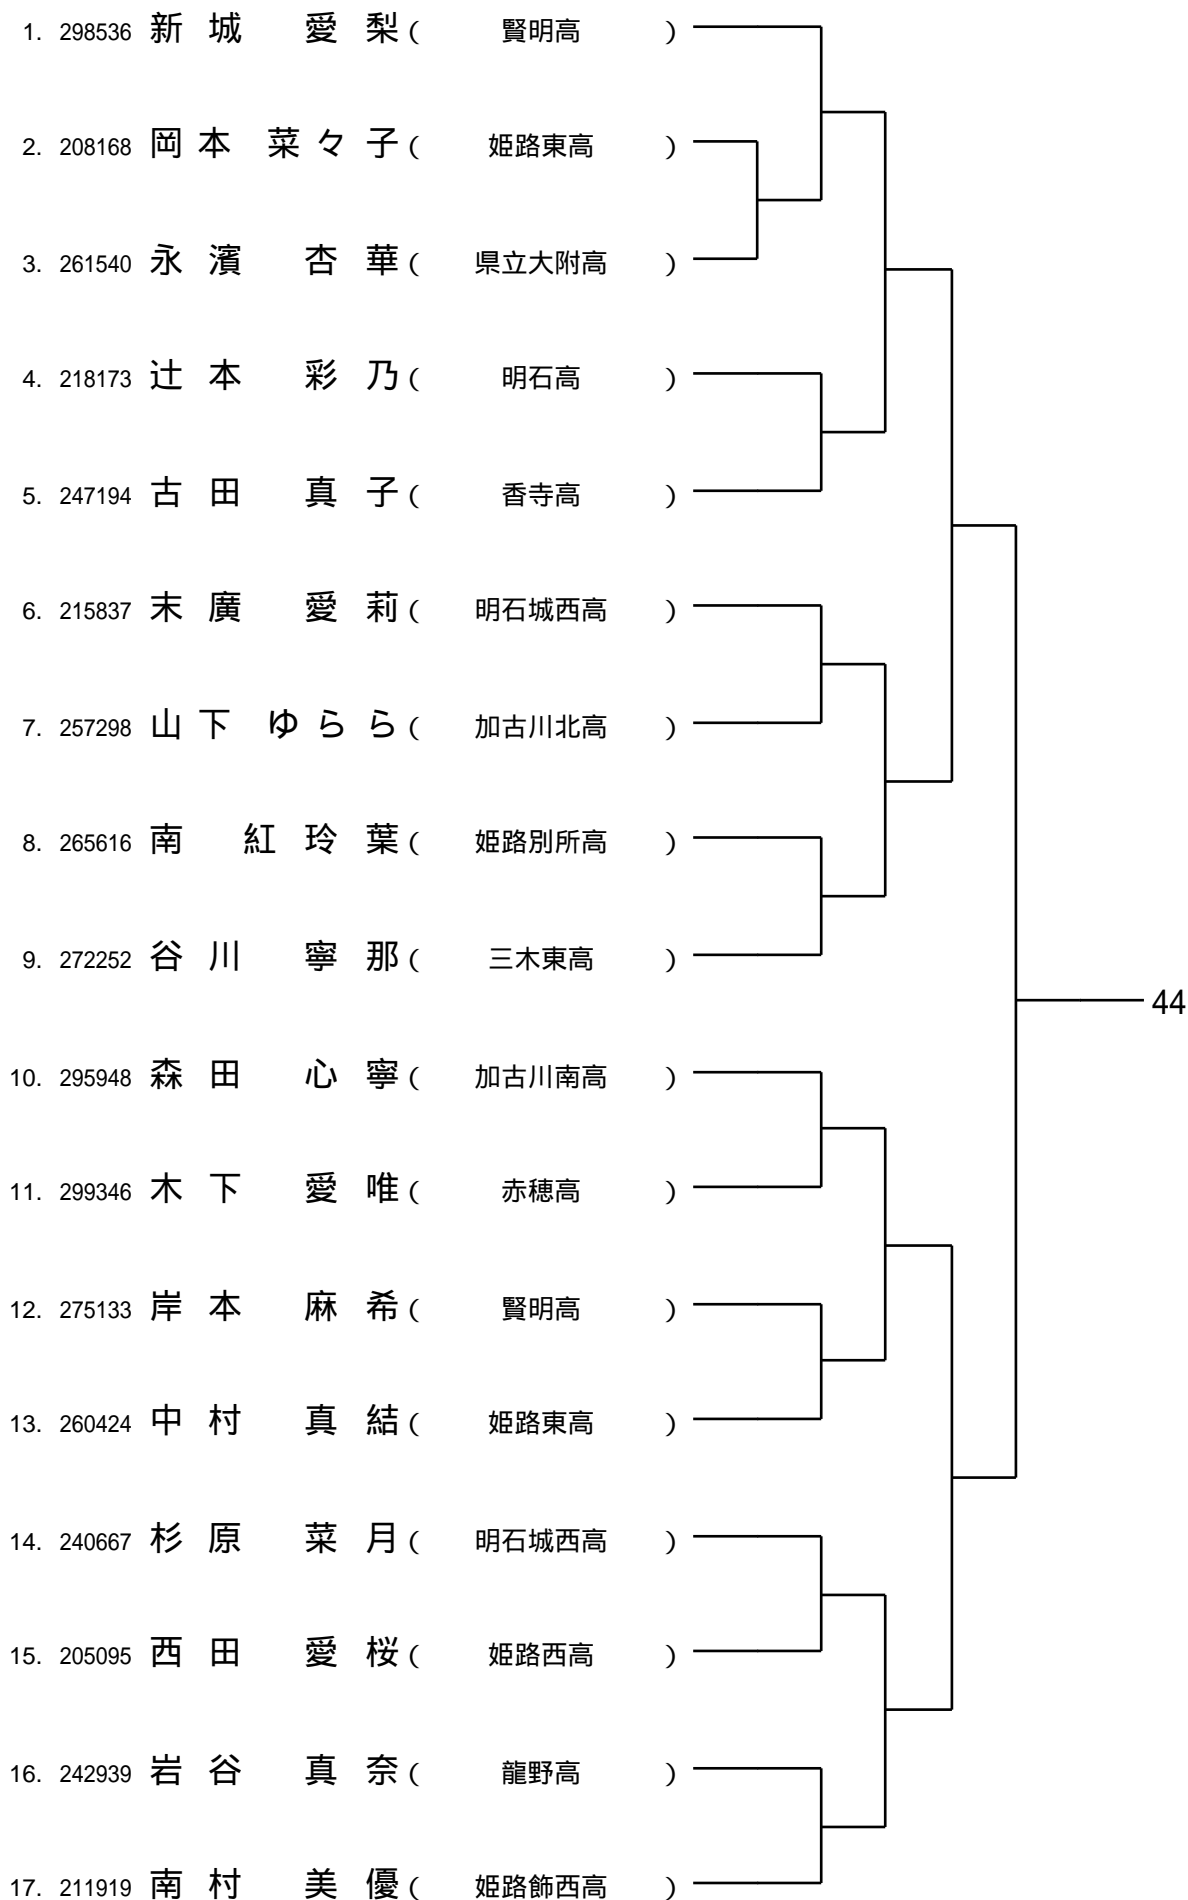 1. 298536 新城 愛梨 ( 賢明高 )
2. 208168 岡本 菜々子 ( 姫路東高 )
3. 261540 永濱 杏華 ( 県立大附高 )
4. 218173 辻本 彩乃 ( 明石高 )
5. 247194 古田 真子 ( 香寺高 )
6. 215837 末廣 愛莉 ( 明石城西高 )
7. 257298 山下 ゆらら ( 加古川北高 )
8. 265616 南 紅玲葉 ( 姫路別所高 )
9. 272252 谷川 寧那 ( 三木東高 )
44
10. 295948 森田 心寧 ( 加古川南高 )
11. 299346 木下 愛唯 ( 赤穂高 )
12. 275133 岸本 麻希 ( 賢明高 )
13. 260424 中村 真結 ( 姫路東高 )
14. 240667 杉原 菜月 ( 明石城西高 )
15. 205095 西田 愛桜 ( 姫路西高 )
16. 242939 岩谷 真奈 ( 龍野高 )
17. 211919 南村 美優 ( 姫路飾西高 )